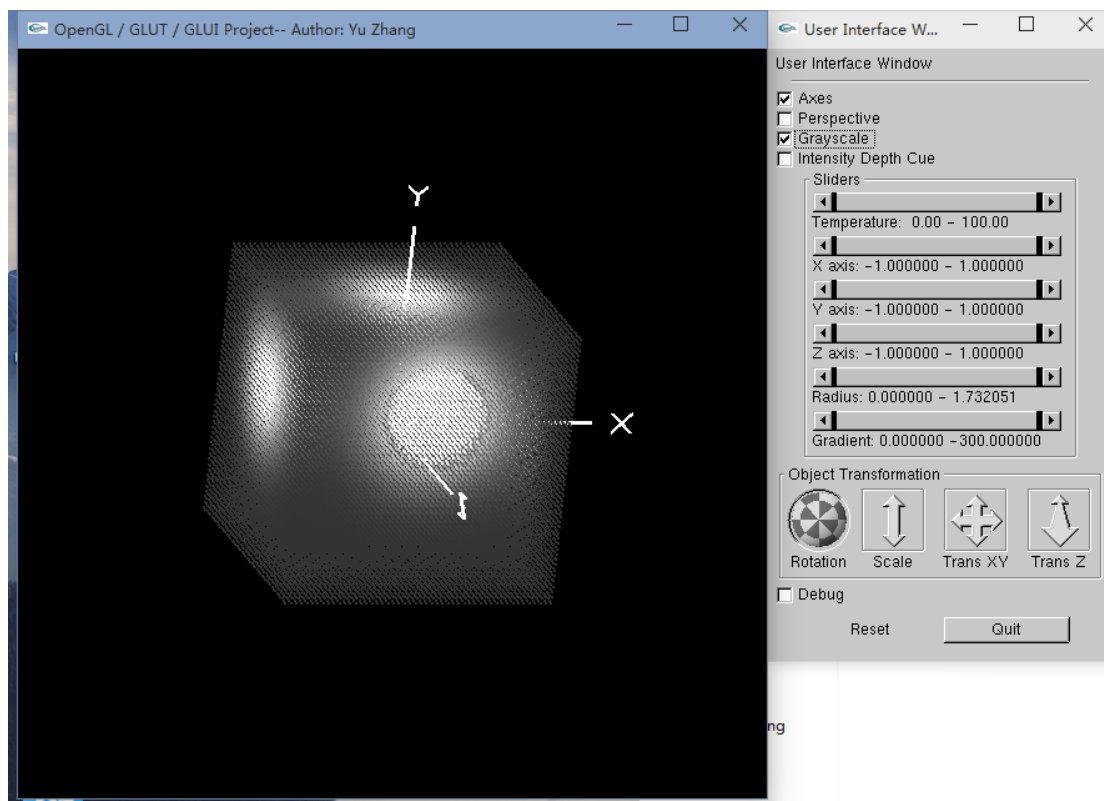 OpenGL / GLUT / GLUI Project-- Author: Yu Zhang
User Interface W...
User Interface Window
Axes
Perspective
Grayscale
Intensity Depth Cue
Sliders
Temperature: 0.00 - 100.00
X axis: -1.000000 - 1.000000
Y axis: -1.000000 - 1.000000
Z axis: -1.000000 - 1.000000
Radius: 0.000000 - 1.732051
Gradient: 0.000000 -300.000000
Object Transformation
Rotation Scale Trans XY Trans Z
Debug
Reset Quit
Y
X
Z
ng